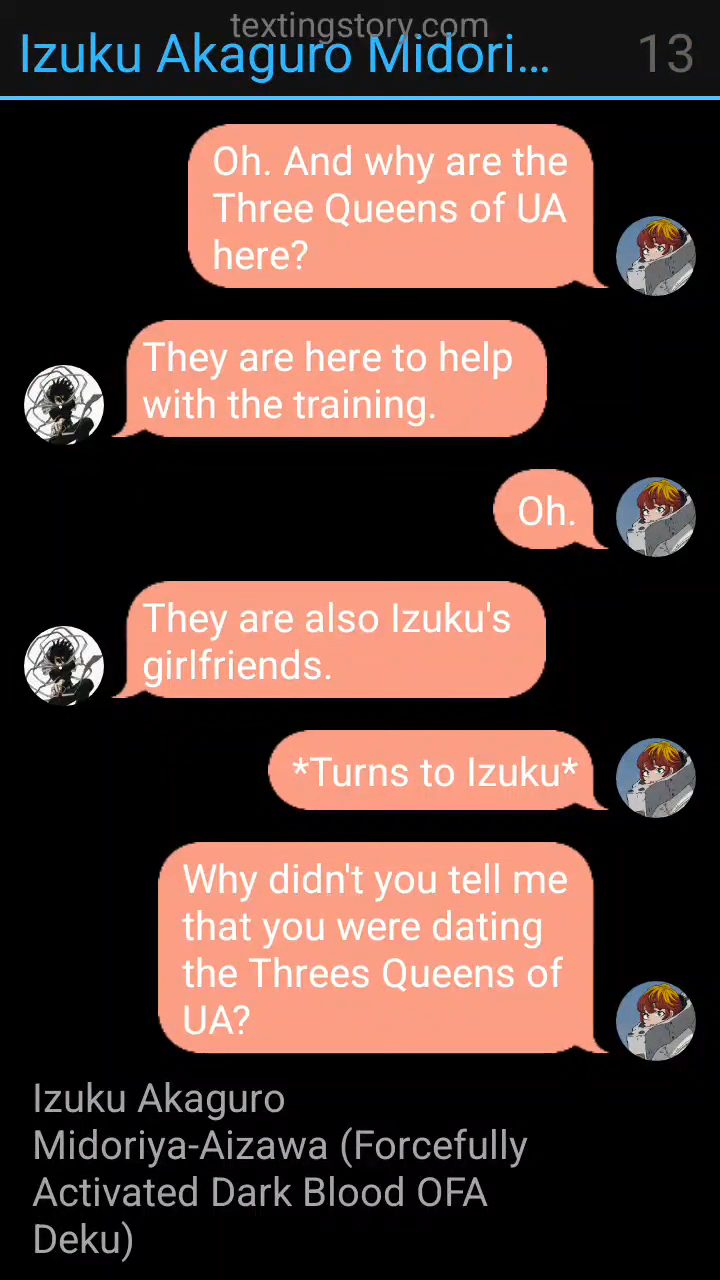 textingstory.com
Izuku Akaguro Midori...
13
Oh. And why are the
Three Queens of UA
here?
They are here to help
with the training.
Oh.
They are also Izuku's
girlfriends.
*Turns to Izuku*
Why didn't you tell me
that you were dating
the Threes Queens of
UA?
Izuku Akaguro
Midoriya-Aizawa (Forcefully
Activated Dark Blood OFA
Deku)